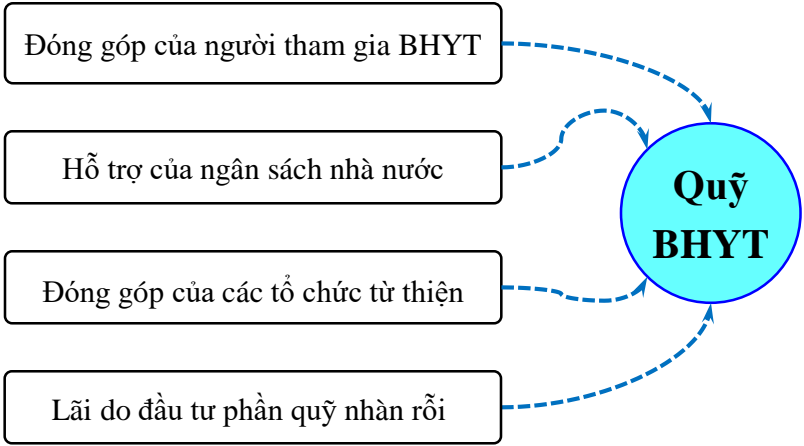 Đóng góp của người tham gia BHYT
Hỗ trợ của ngân sách nhà nước
Đóng góp của các tổ chức từ thiện
Lãi do đầu tư phần quỹ nhàn rỗi
Quỹ
BHYT